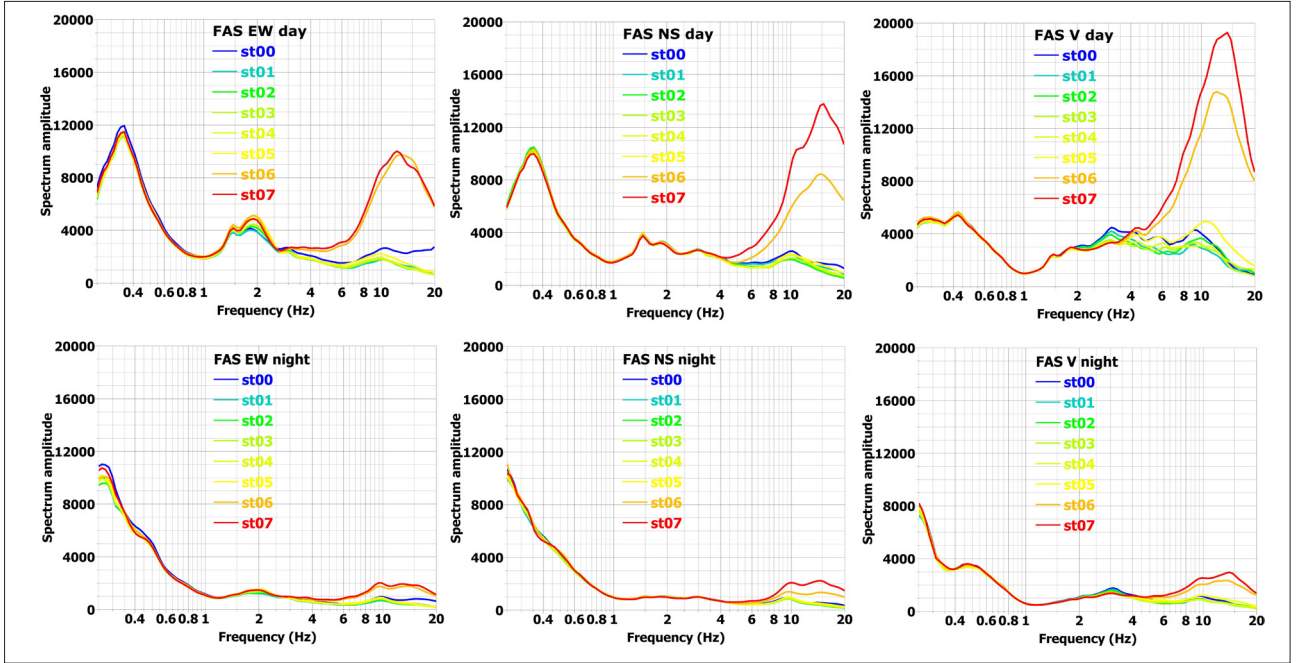 FAS EW day
st00
st01
st02
st03
st04
st05
st06
st07
Spectrum amplitude
20000
16000
12000
8000
4000
0
0.4 0.6 0.8 1 2 4 6 8 10 20
Frequency (Hz)
FAS NS day
st00
st01
st02
st03
st04
st05
st06
st07
Spectrum amplitude
20000
16000
12000
8000
4000
0
0.4 0.6 0.8 1 2 4 6 8 10 20
Frequency (Hz)
FAS V day
st00
st01
st02
st03
st04
st05
st06
st07
Spectrum amplitude
20000
16000
12000
8000
4000
0
0.4 0.6 0.8 1 2 4 6 8 10 20
Frequency (Hz)
FAS EW night
st00
st01
st02
st03
st04
st05
st06
st07
Spectrum amplitude
20000
16000
12000
8000
4000
0
0.4 0.6 0.8 1 2 4 6 8 10 20
Frequency (Hz)
FAS NS night
st00
st01
st02
st03
st04
st05
st06
st07
Spectrum amplitude
20000
16000
12000
8000
4000
0
0.4 0.6 0.8 1 2 4 6 8 10 20
Frequency (Hz)
FAS V night
st00
st01
st02
st03
st04
st05
st06
st07
Spectrum amplitude
20000
16000
12000
8000
4000
0
0.4 0.6 0.8 1 2 4 6 8 10 20
Frequency (Hz)